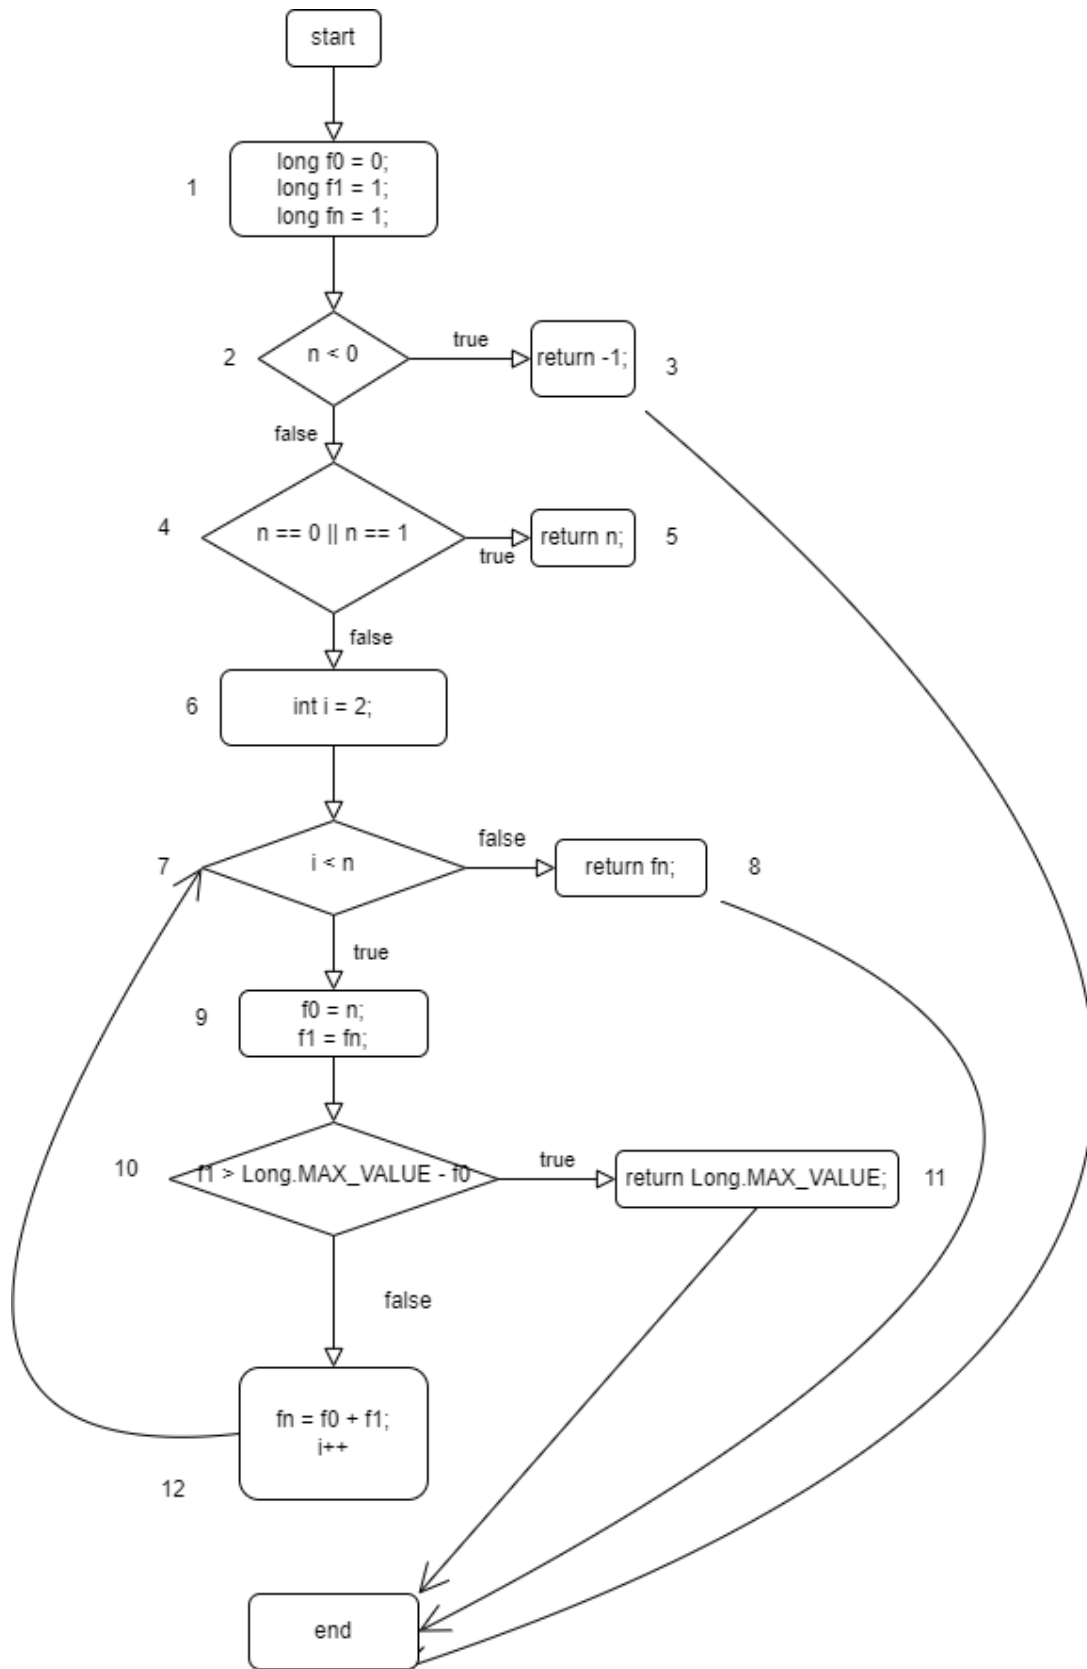 start
1
long f0 = 0;
long f1 = 1;
long fn = 1;
2
n < 0
true
return -1;
3
false
4
n == 0 || n == 1
true
return n;
5
false
6
int i = 2;
7
i < n
false
return fn;
8
true
9
f0 = n;
f1 = fn;
10
f1 > Long.MAX_VALUE - f0
true
return Long.MAX_VALUE;
11
false
fn = f0 + f1;
i++
12
end